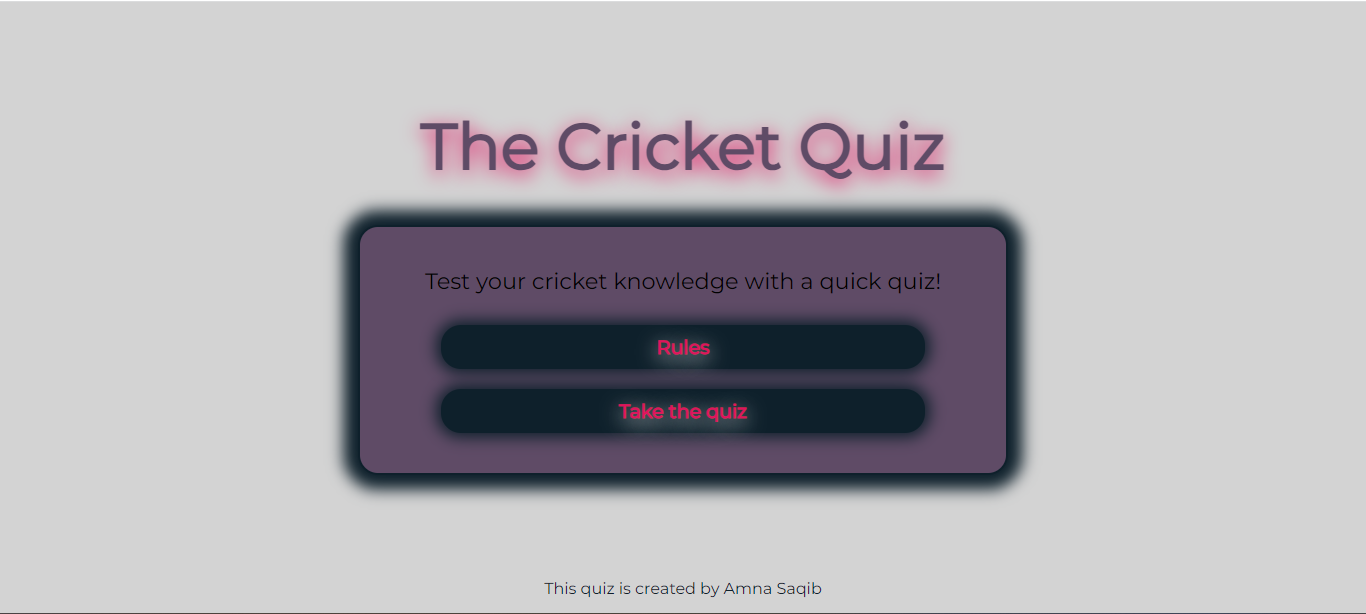 The Cricket Quiz
Test your cricket knowledge with a quick quiz!
Rules
Take the quiz
This quiz is created by Amna Saqib